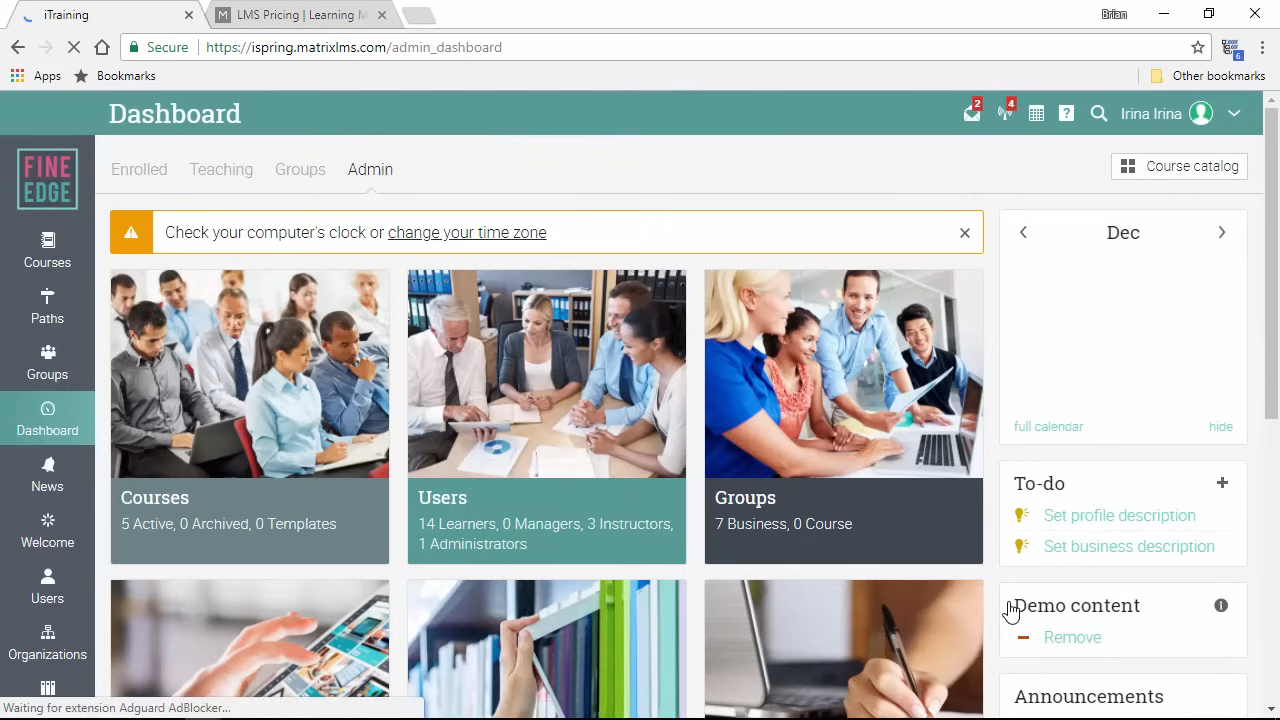 iTraining
LMS Pricing | Learning M
Brian
Secure
https://ispring.matrixlms.com/admin_dashboard
6
Apps
Bookmarks
Other bookmarks
Dashboard
2
4
?
Irina Irina
FINE
EDGE
Enrolled
Teaching
Groups
Admin
Course catalog
Courses
Paths
Groups
Dashboard
News
Welcome
Users
Organizations
Check your computer's clock or change your time zone
Courses
5 Active, 0 Archived, 0 Templates
Users
14 Learners, 0 Managers, 3 Instructors,
1 Administrators
Groups
7 Business, 0 Course
Dec
full calendar
hide
To-do
Set profile description
Set business description
Demo content
Remove
Announcements
Waiting for extension Adguard AdBlocker...